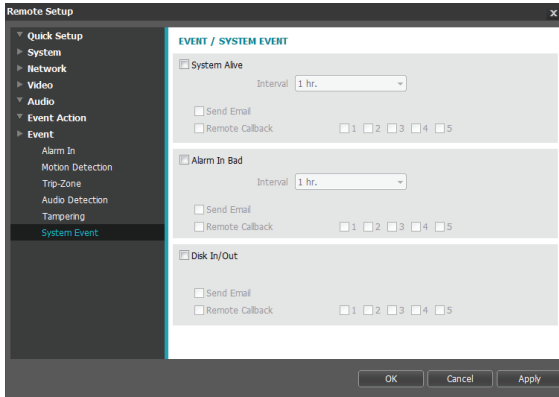 Remote Setup x
Quick Setup
System
Network
Video
Audio
Event Action
Event
Alarm In
Motion Detection
Trip-Zone
Audio Detection
Tampering
System Event
EVENT / SYSTEM EVENT
System Alive
Interval 1 hr.
Send Email
Remote Callback 1 2 3 4 5
Alarm In Bad
Interval 1 hr.
Send Email
Remote Callback 1 2 3 4 5
Disk In/Out
Send Email
Remote Callback 1 2 3 4 5
OK Cancel Apply